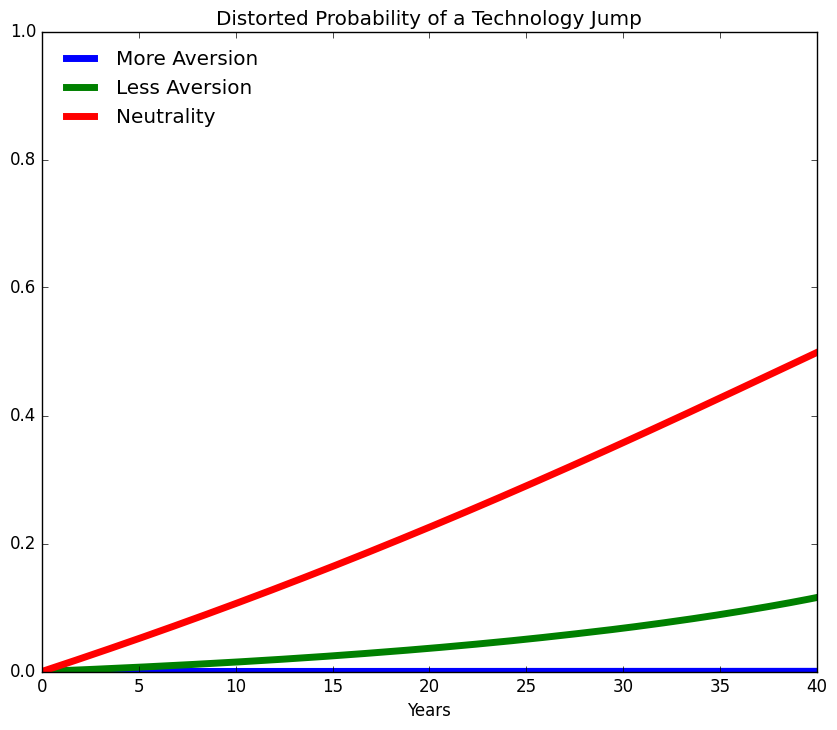 Distorted Probability of a Technology Jump
1.0
More Aversion
Less Aversion
Neutrality
0.8
0.6
0.4
0.2
0.0
0 5 10 15 20 25 30 35 40
Years